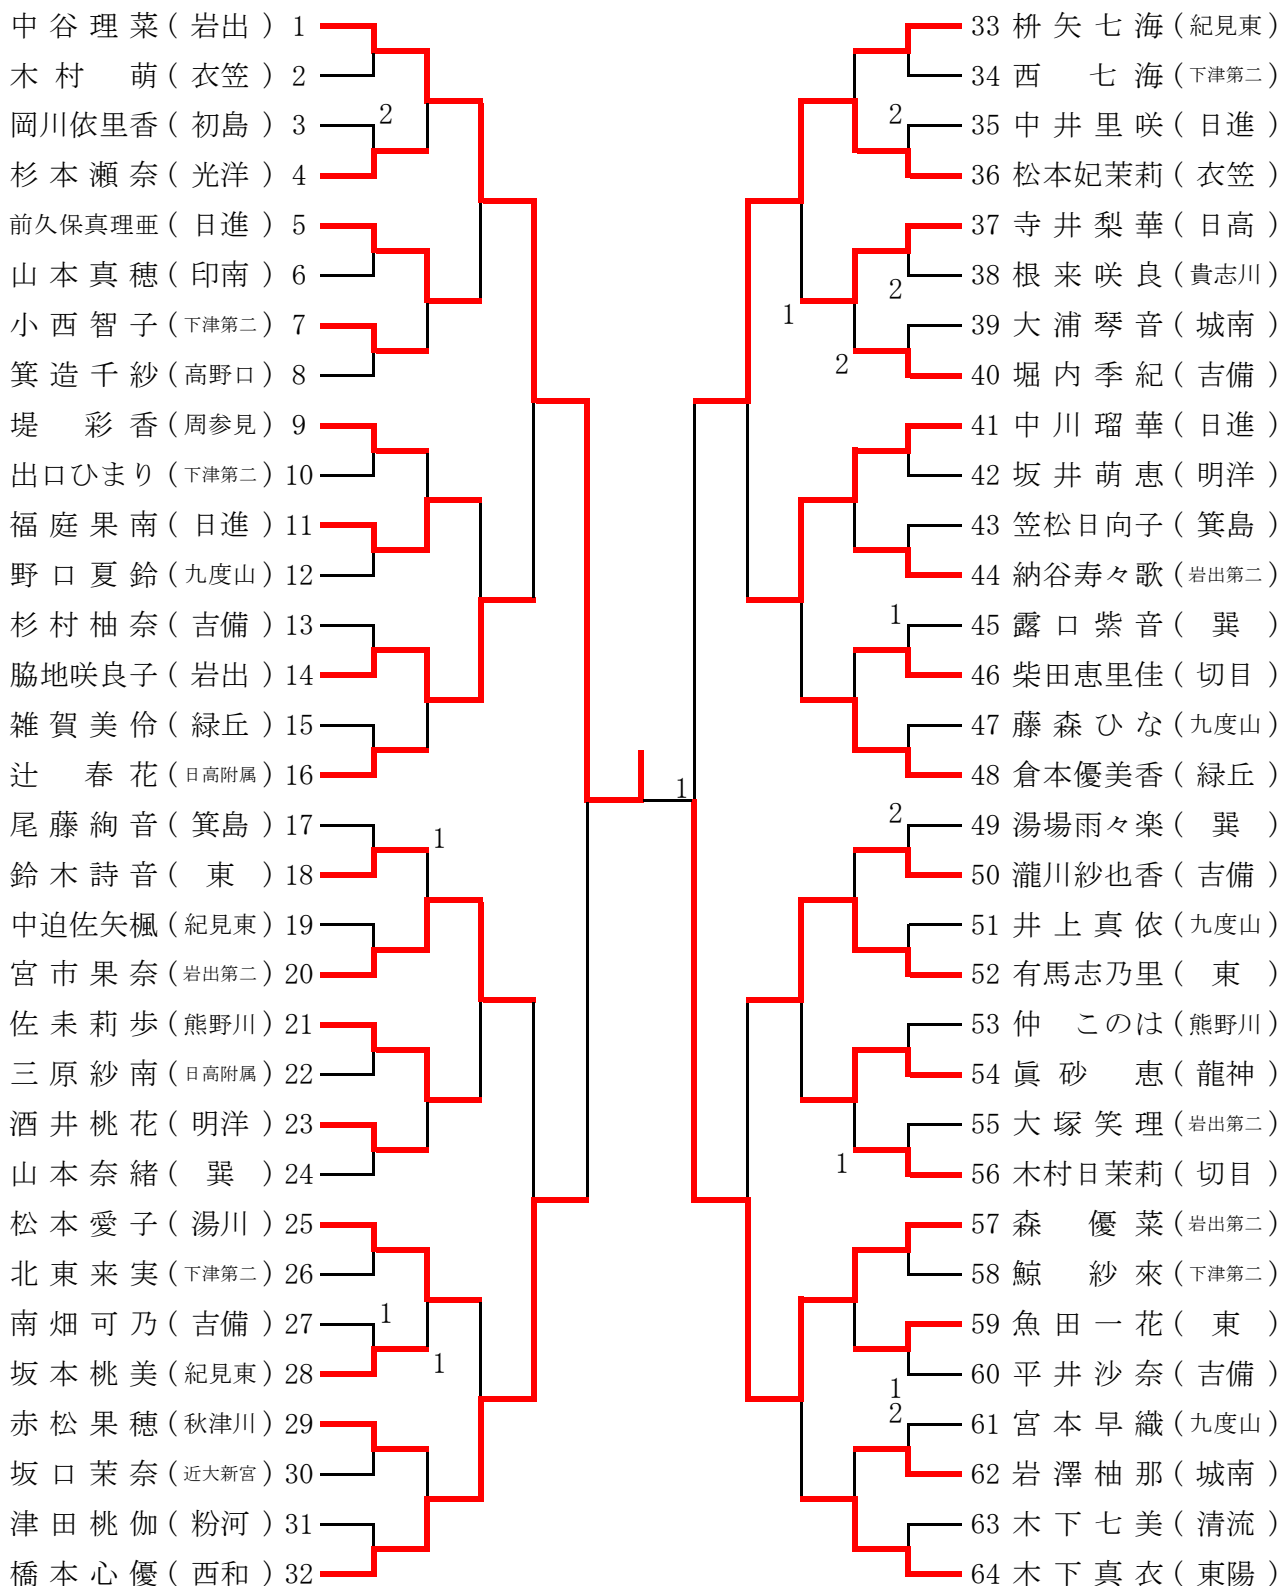 中谷理菜(岩出) 1
木村 萌(衣笠) 2
岡川依里香(初島) 3
2
杉本瀬奈(光洋) 4
前久保真理亜(日進) 5
山本真穂(印南) 6
小西智子(下津第二) 7
箕造千紗(高野口) 8
堤 彩香(周参見) 9
出口ひまり(下津第二) 10
福庭果南(日進) 11
野口夏鈴(九度山) 12
杉村柚奈(吉備) 13
脇地咲良子(岩出) 14
雑賀美伶(緑丘) 15
辻 春花(日高附属) 16
尾藤絢音(箕島) 17
1
鈴木詩音(東) 18
中迫佐矢楓(紀見東) 19
宮市果奈(岩出第二) 20
佐耒莉歩(熊野川) 21
三原紗南(日高附属) 22
酒井桃花(明洋) 23
山本奈緒(巽) 24
松本愛子(湯川) 25
北東来実(下津第二) 26
南畑可乃(吉備) 27
1
坂本桃美(紀見東) 28
1
赤松果穂(秋津川) 29
坂口茉奈(近大新宮) 30
津田桃伽(粉河) 31
橋本心優(西和) 32
1
33 枡矢七海(紀見東)
34 西 七海(下津第二)
2
35 中井里咲(日進)
36 松本妃茉莉(衣笠)
37 寺井梨華(日高)
38 根来咲良(貴志川)
2
1
39 大浦琴音(城南)
2
40 堀内季紀(吉備)
41 中川瑠華(日進)
42 坂井萌恵(明洋)
43 笠松日向子(箕島)
44 納谷寿々歌(岩出第二)
1
45 露口紫音(巽)
46 柴田恵里佳(切目)
47 藤森ひな(九度山)
48 倉本優美香(緑丘)
2
49 湯場雨々楽(巽)
50 瀧川紗也香(吉備)
51 井上真依(九度山)
52 有馬志乃里(東)
53 仲 このは(熊野川)
54 眞砂 恵(龍神)
55 大塚笑理(岩出第二)
1
56 木村日茉莉(切目)
57 森 優菜(岩出第二)
58 鯨 紗來(下津第二)
59 魚田一花(東)
60 平井沙奈(吉備)
1
2
61 宮本早織(九度山)
62 岩澤柚那(城南)
63 木下七美(清流)
64 木下真衣(東陽)